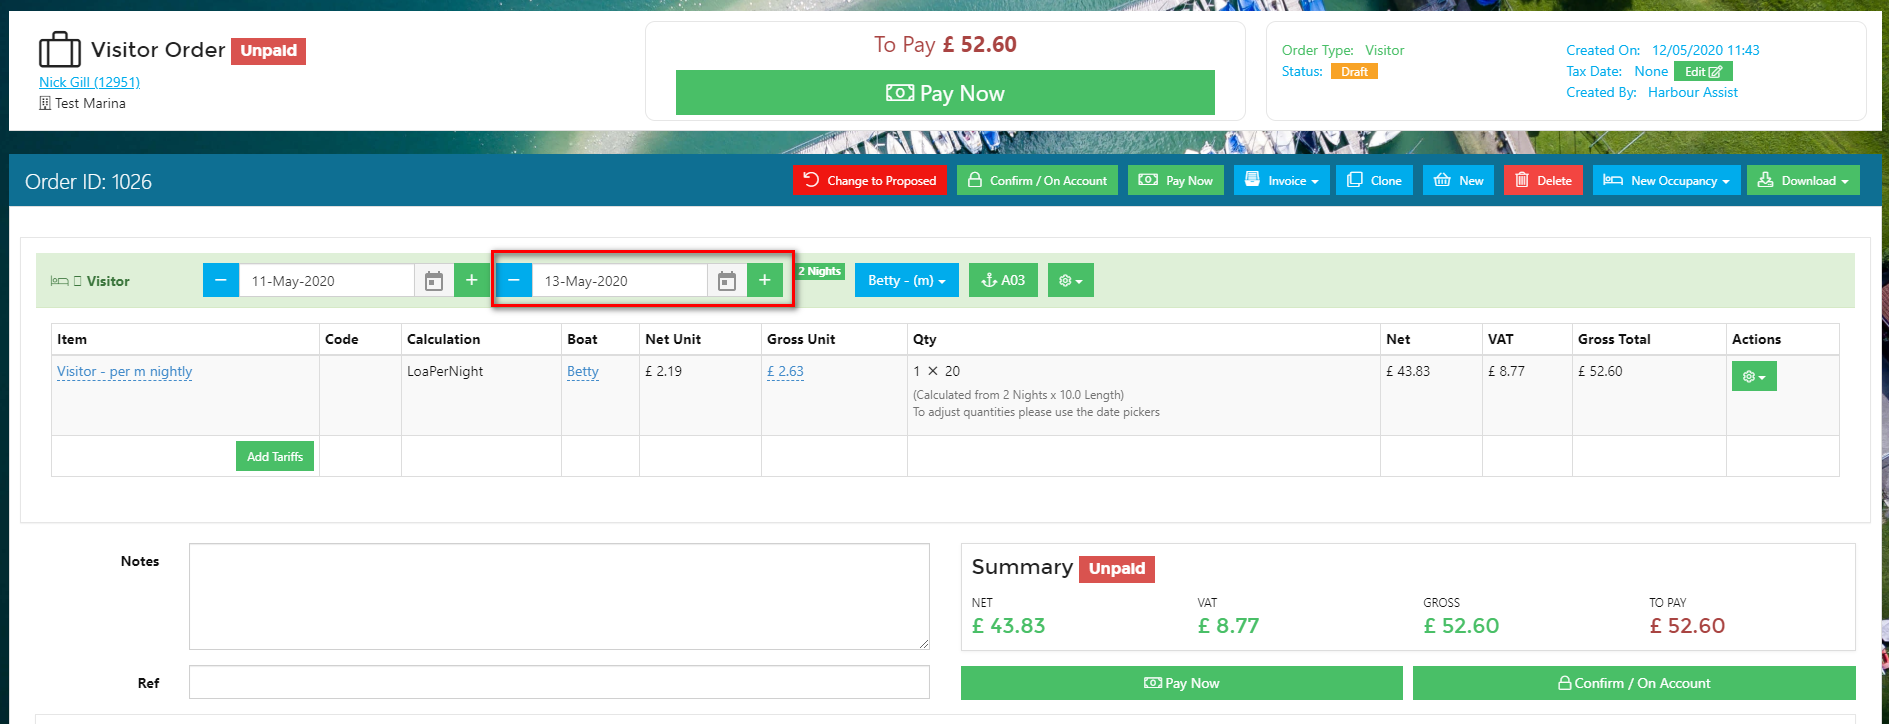 Visitor Order Unpaid
Nick Gill (12951)
Test Marina
To Pay £ 52.60
Pay Now
Order Type: Visitor
Status: Draft
Created On: 12/05/2020 11:43
Tax Date: None Edit
Created By: Harbour Assist
Order ID: 1026
Change to Proposed
Confirm / On Account
Pay Now
Invoice
Clone
New
Delete
New Occupancy
Download
Visitor
− 11-May-2020 +
− 13-May-2020 +
2 Nights
Betty - (m)
A03
Item Code Calculation Boat Net Unit Gross Unit Qty Net VAT Gross Total Actions
Visitor - per m nightly LoaPerNight Betty £ 2.19 £ 2.63 1 × 20 £ 43.83 £ 8.77 £ 52.60
(Calculated from 2 Nights x 10.0 Length)
To adjust quantities please use the date pickers
Add Tariffs
Notes
Ref
Summary Unpaid
NET VAT GROSS TO PAY
£ 43.83 £ 8.77 £ 52.60 £ 52.60
Pay Now
Confirm / On Account